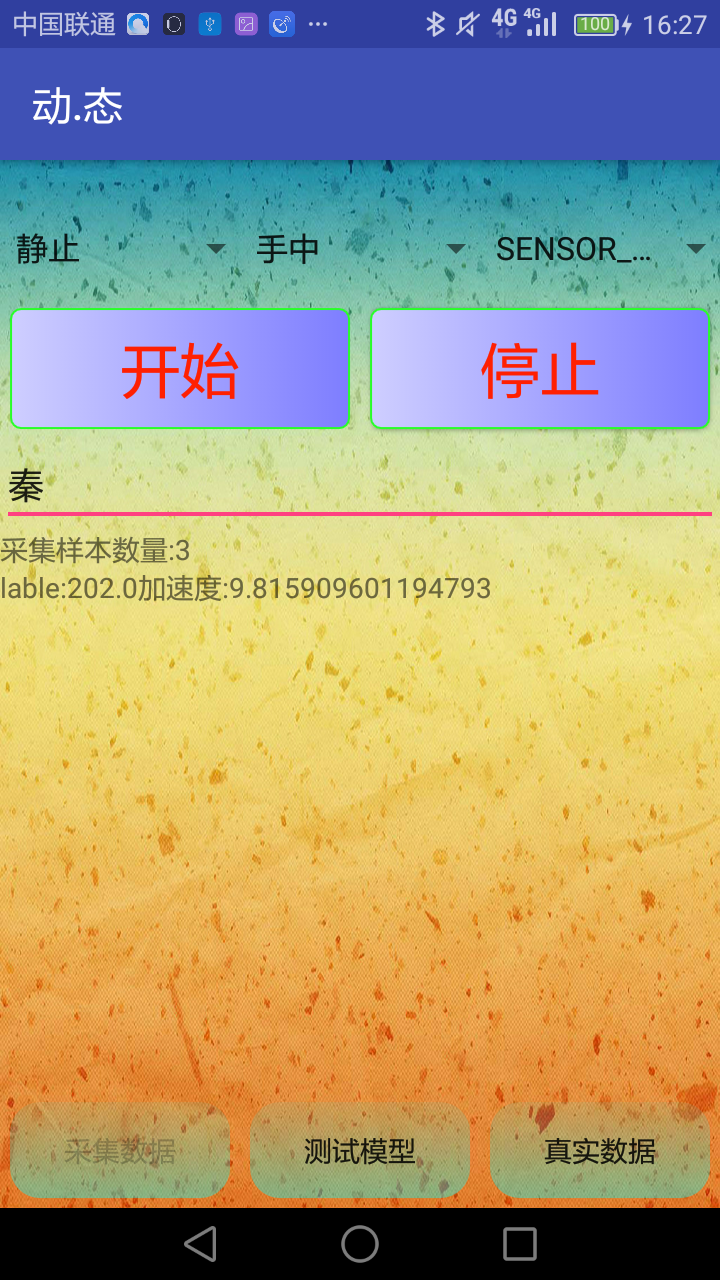 中国联通 ... 4G 4G 100 16:27
动.态
静止 手中 SENSOR_...
开始 停止
秦
采集样本数量:3
lable:202.0加速度:9.815909601194793
采集数据 测试模型 真实数据